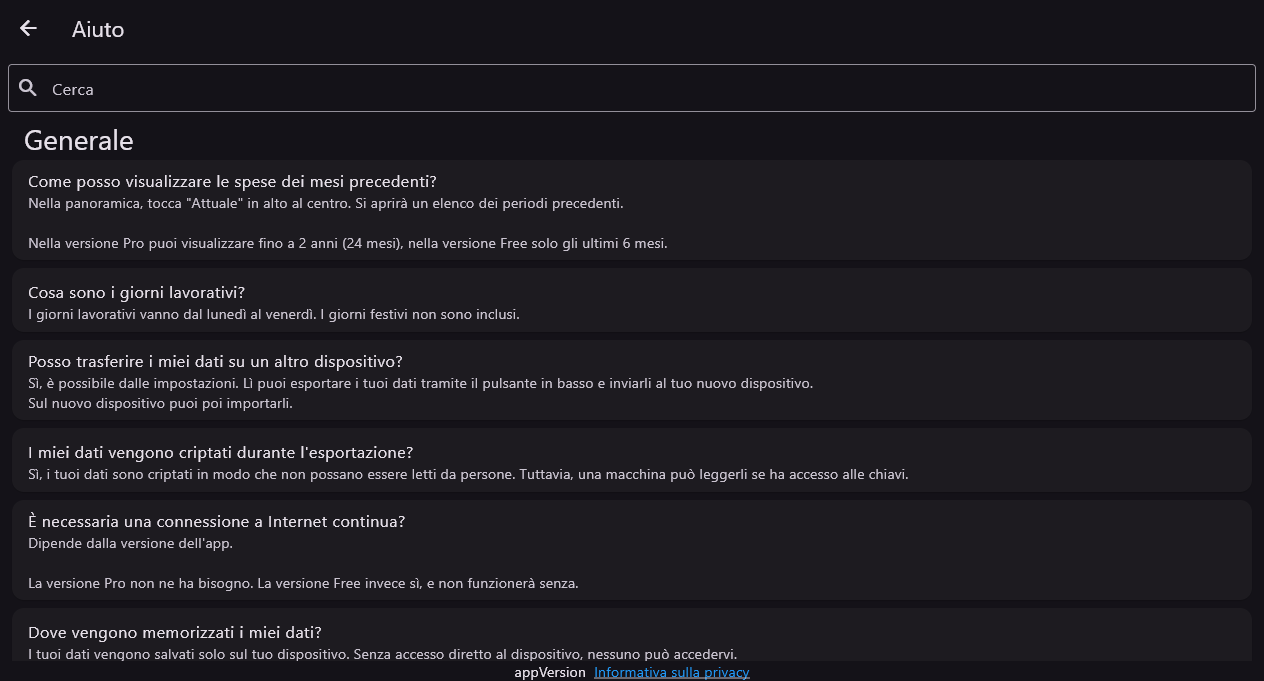 Aiuto
Cerca
Generale
Come posso visualizzare le spese dei mesi precedenti?
Nella panoramica, tocca "Attuale" in alto al centro. Si aprirà un elenco dei periodi precedenti.
Nella versione Pro puoi visualizzare fino a 2 anni (24 mesi), nella versione Free solo gli ultimi 6 mesi.
Cosa sono i giorni lavorativi?
I giorni lavorativi vanno dal lunedì al venerdì. I giorni festivi non sono inclusi.
Posso trasferire i miei dati su un altro dispositivo?
Sì, è possibile dalle impostazioni. Lì puoi esportare i tuoi dati tramite il pulsante in basso e inviarli al tuo nuovo dispositivo.
Sul nuovo dispositivo puoi poi importarli.
I miei dati vengono criptati durante l'esportazione?
Sì, i tuoi dati sono criptati in modo che non possano essere letti da persone. Tuttavia, una macchina può leggerli se ha accesso alle chiavi.
È necessaria una connessione a Internet continua?
Dipende dalla versione dell'app.
La versione Pro non ne ha bisogno. La versione Free invece sì, e non funzionerà senza.
Dove vengono memorizzati i miei dati?
I tuoi dati vengono salvati solo sul tuo dispositivo. Senza accesso diretto al dispositivo, nessuno può accedervi.
appVersion Informativa sulla privacy